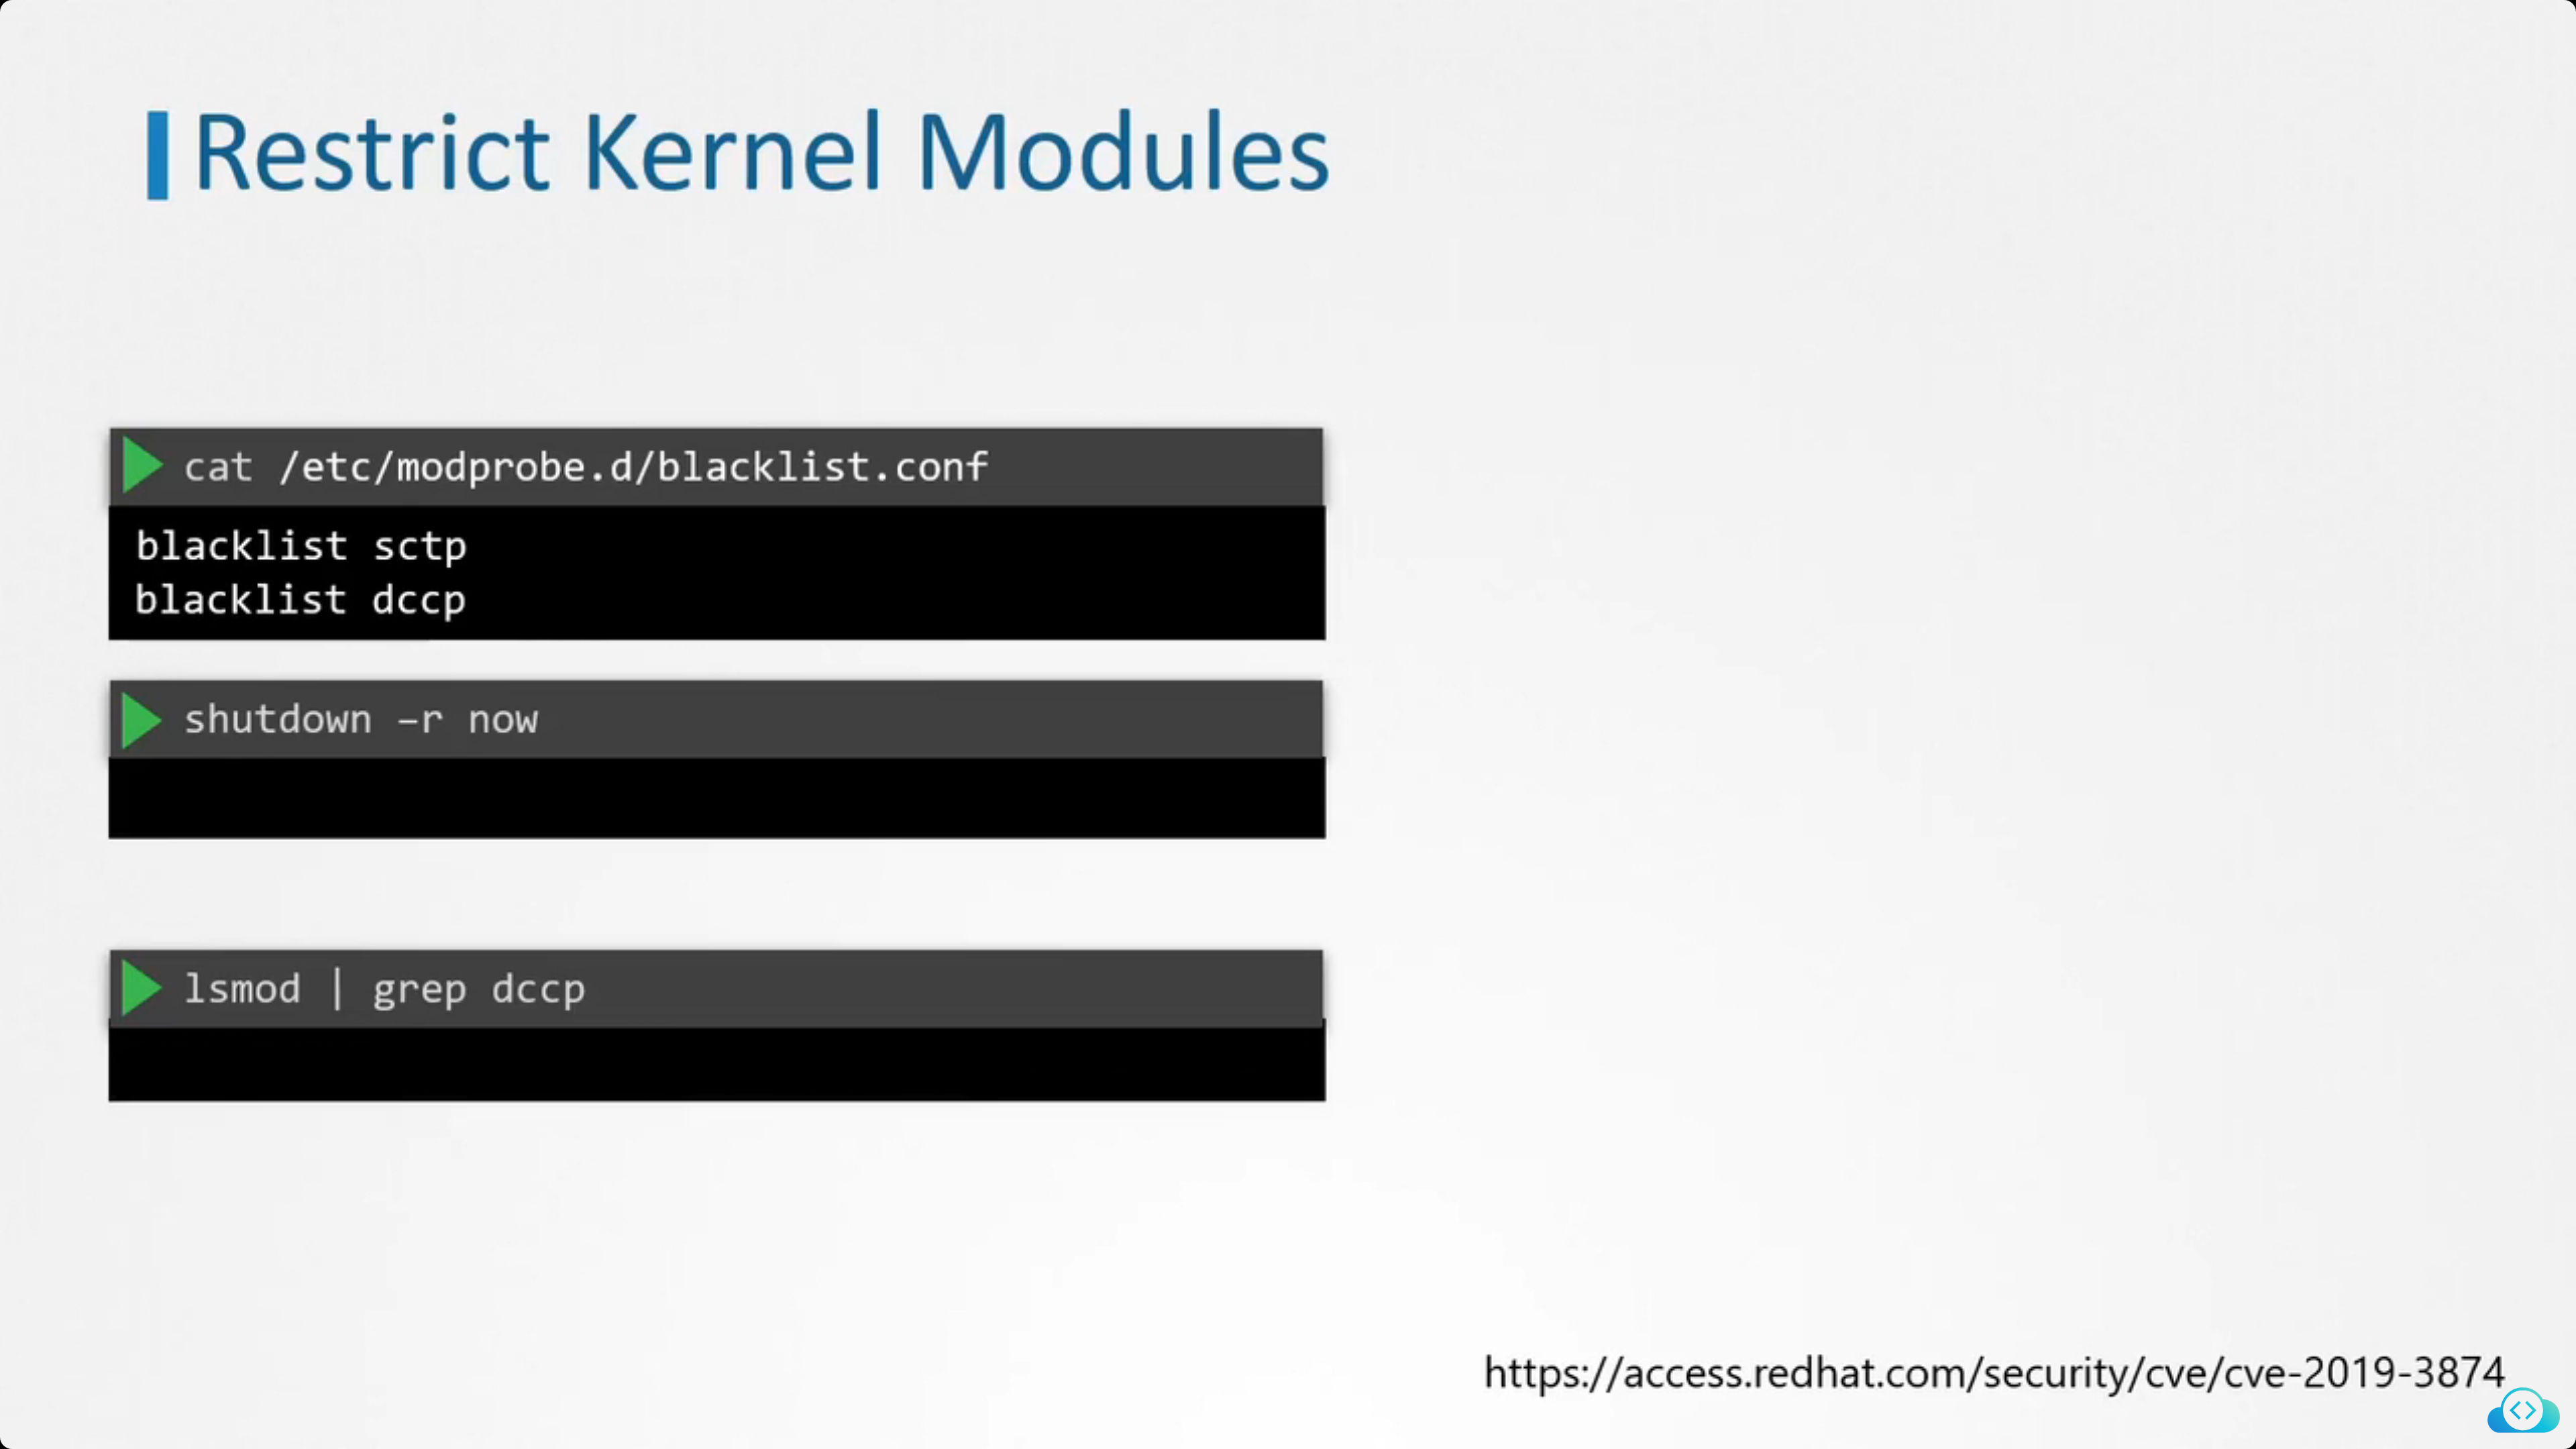 Restrict Kernel Modules
cat /etc/modprobe.d/blacklist.conf
blacklist sctp
blacklist dccp
shutdown –r now
lsmod | grep dccp
https://access.redhat.com/security/cve/cve-2019-3874